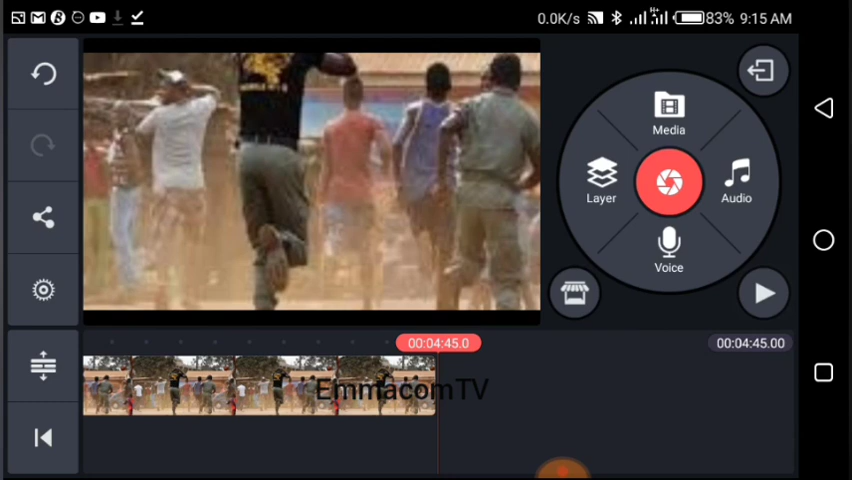 0.0K/s H+ 83% 9:15 AM
Media
Layer
Audio
Voice
00:04:45.0
00:04:45.00
EmmacomTV